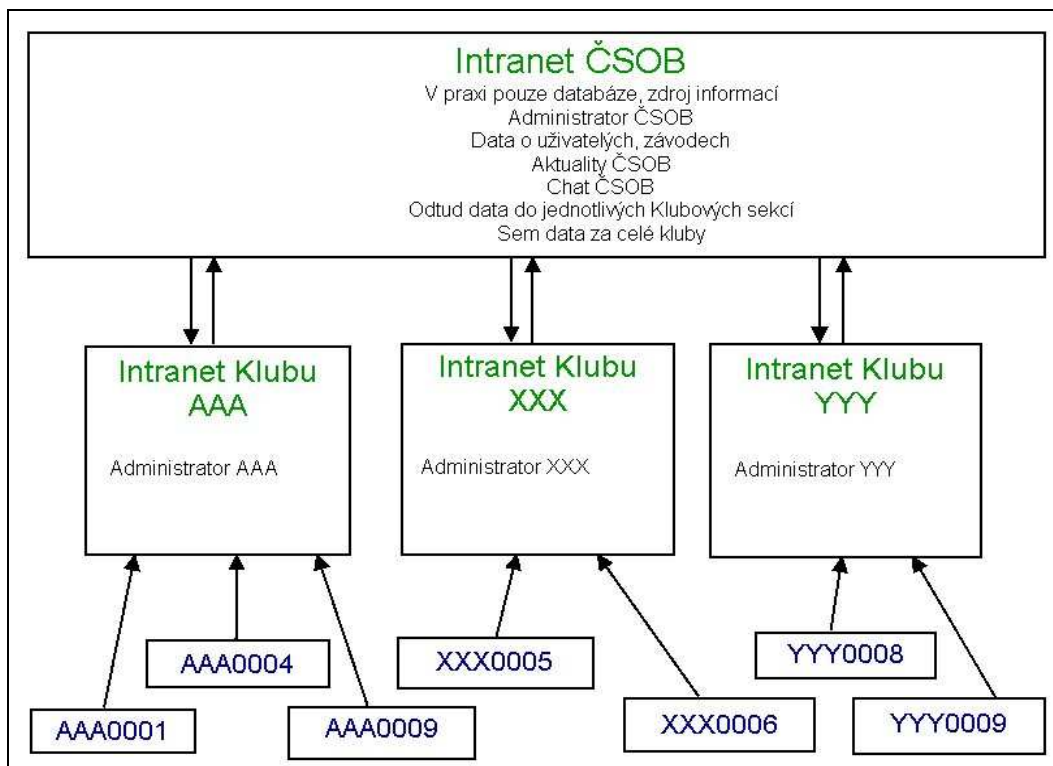 Intranet ČSOB
V praxi pouze databáze, zdroj informací
Administrator ČSOB
Data o uživatelých, závodech
Aktuality ČSOB
Chat ČSOB
Odtud data do jednotlivých Klubových sekcí
Sem data za celé kluby
Intranet Klubu
AAA
Administrator AAA
Intranet Klubu
XXX
Administrator XXX
Intranet Klubu
YYY
Administrator YYY
AAA0001
AAA0004
AAA0009
XXX0005
XXX0006
YYY0008
YYY0009